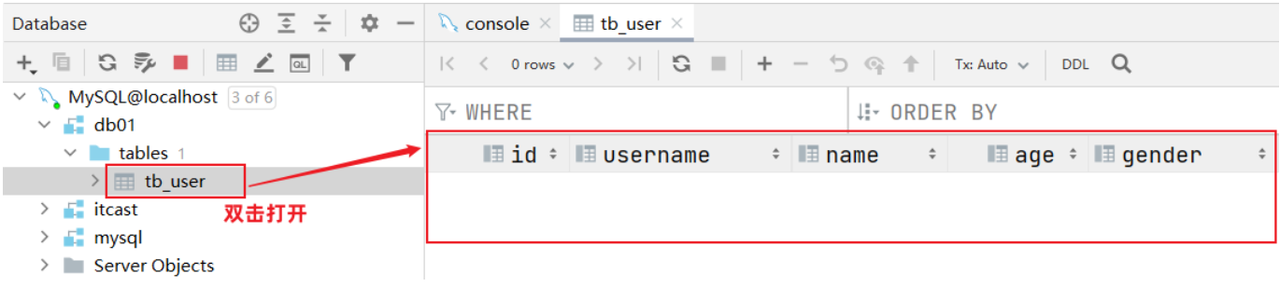 Database
console
tb_user
0 rows
Tx: Auto
DDL
QL
MySQL@localhost 3 of 6
WHERE
ORDER BY
db01
tables 1
id
username
name
age
gender
tb_user
双击打开
itcast
mysql
Server Objects